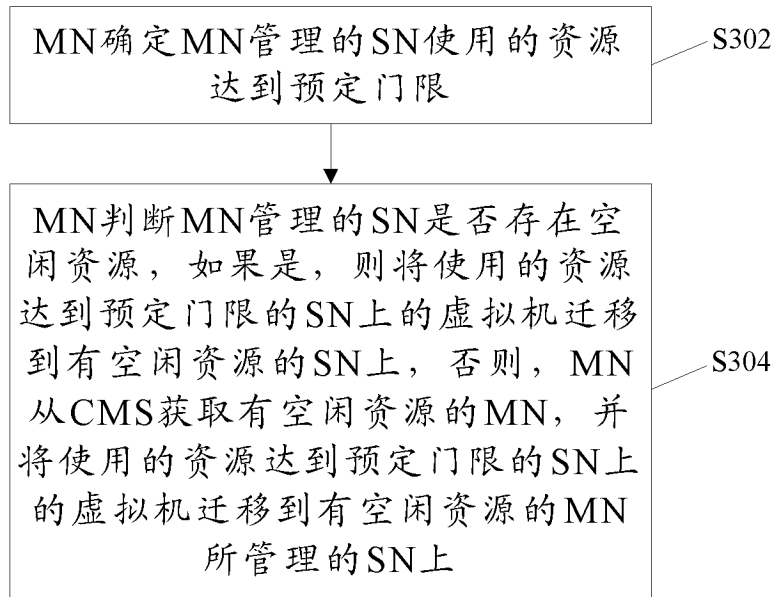 MN确定MN管理的SN使用的资源
达到预定门限
S302
MN判断MN管理的SN是否存在空
闲资源，如果是，则将使用的资源
达到预定门限的SN上的虚拟机迁移
到有空闲资源的SN上，否则，MN
从CMS获取有空闲资源的MN，并
将使用的资源达到预定门限的SN上
的虚拟机迁移到有空闲资源的MN
所管理的SN上
S304